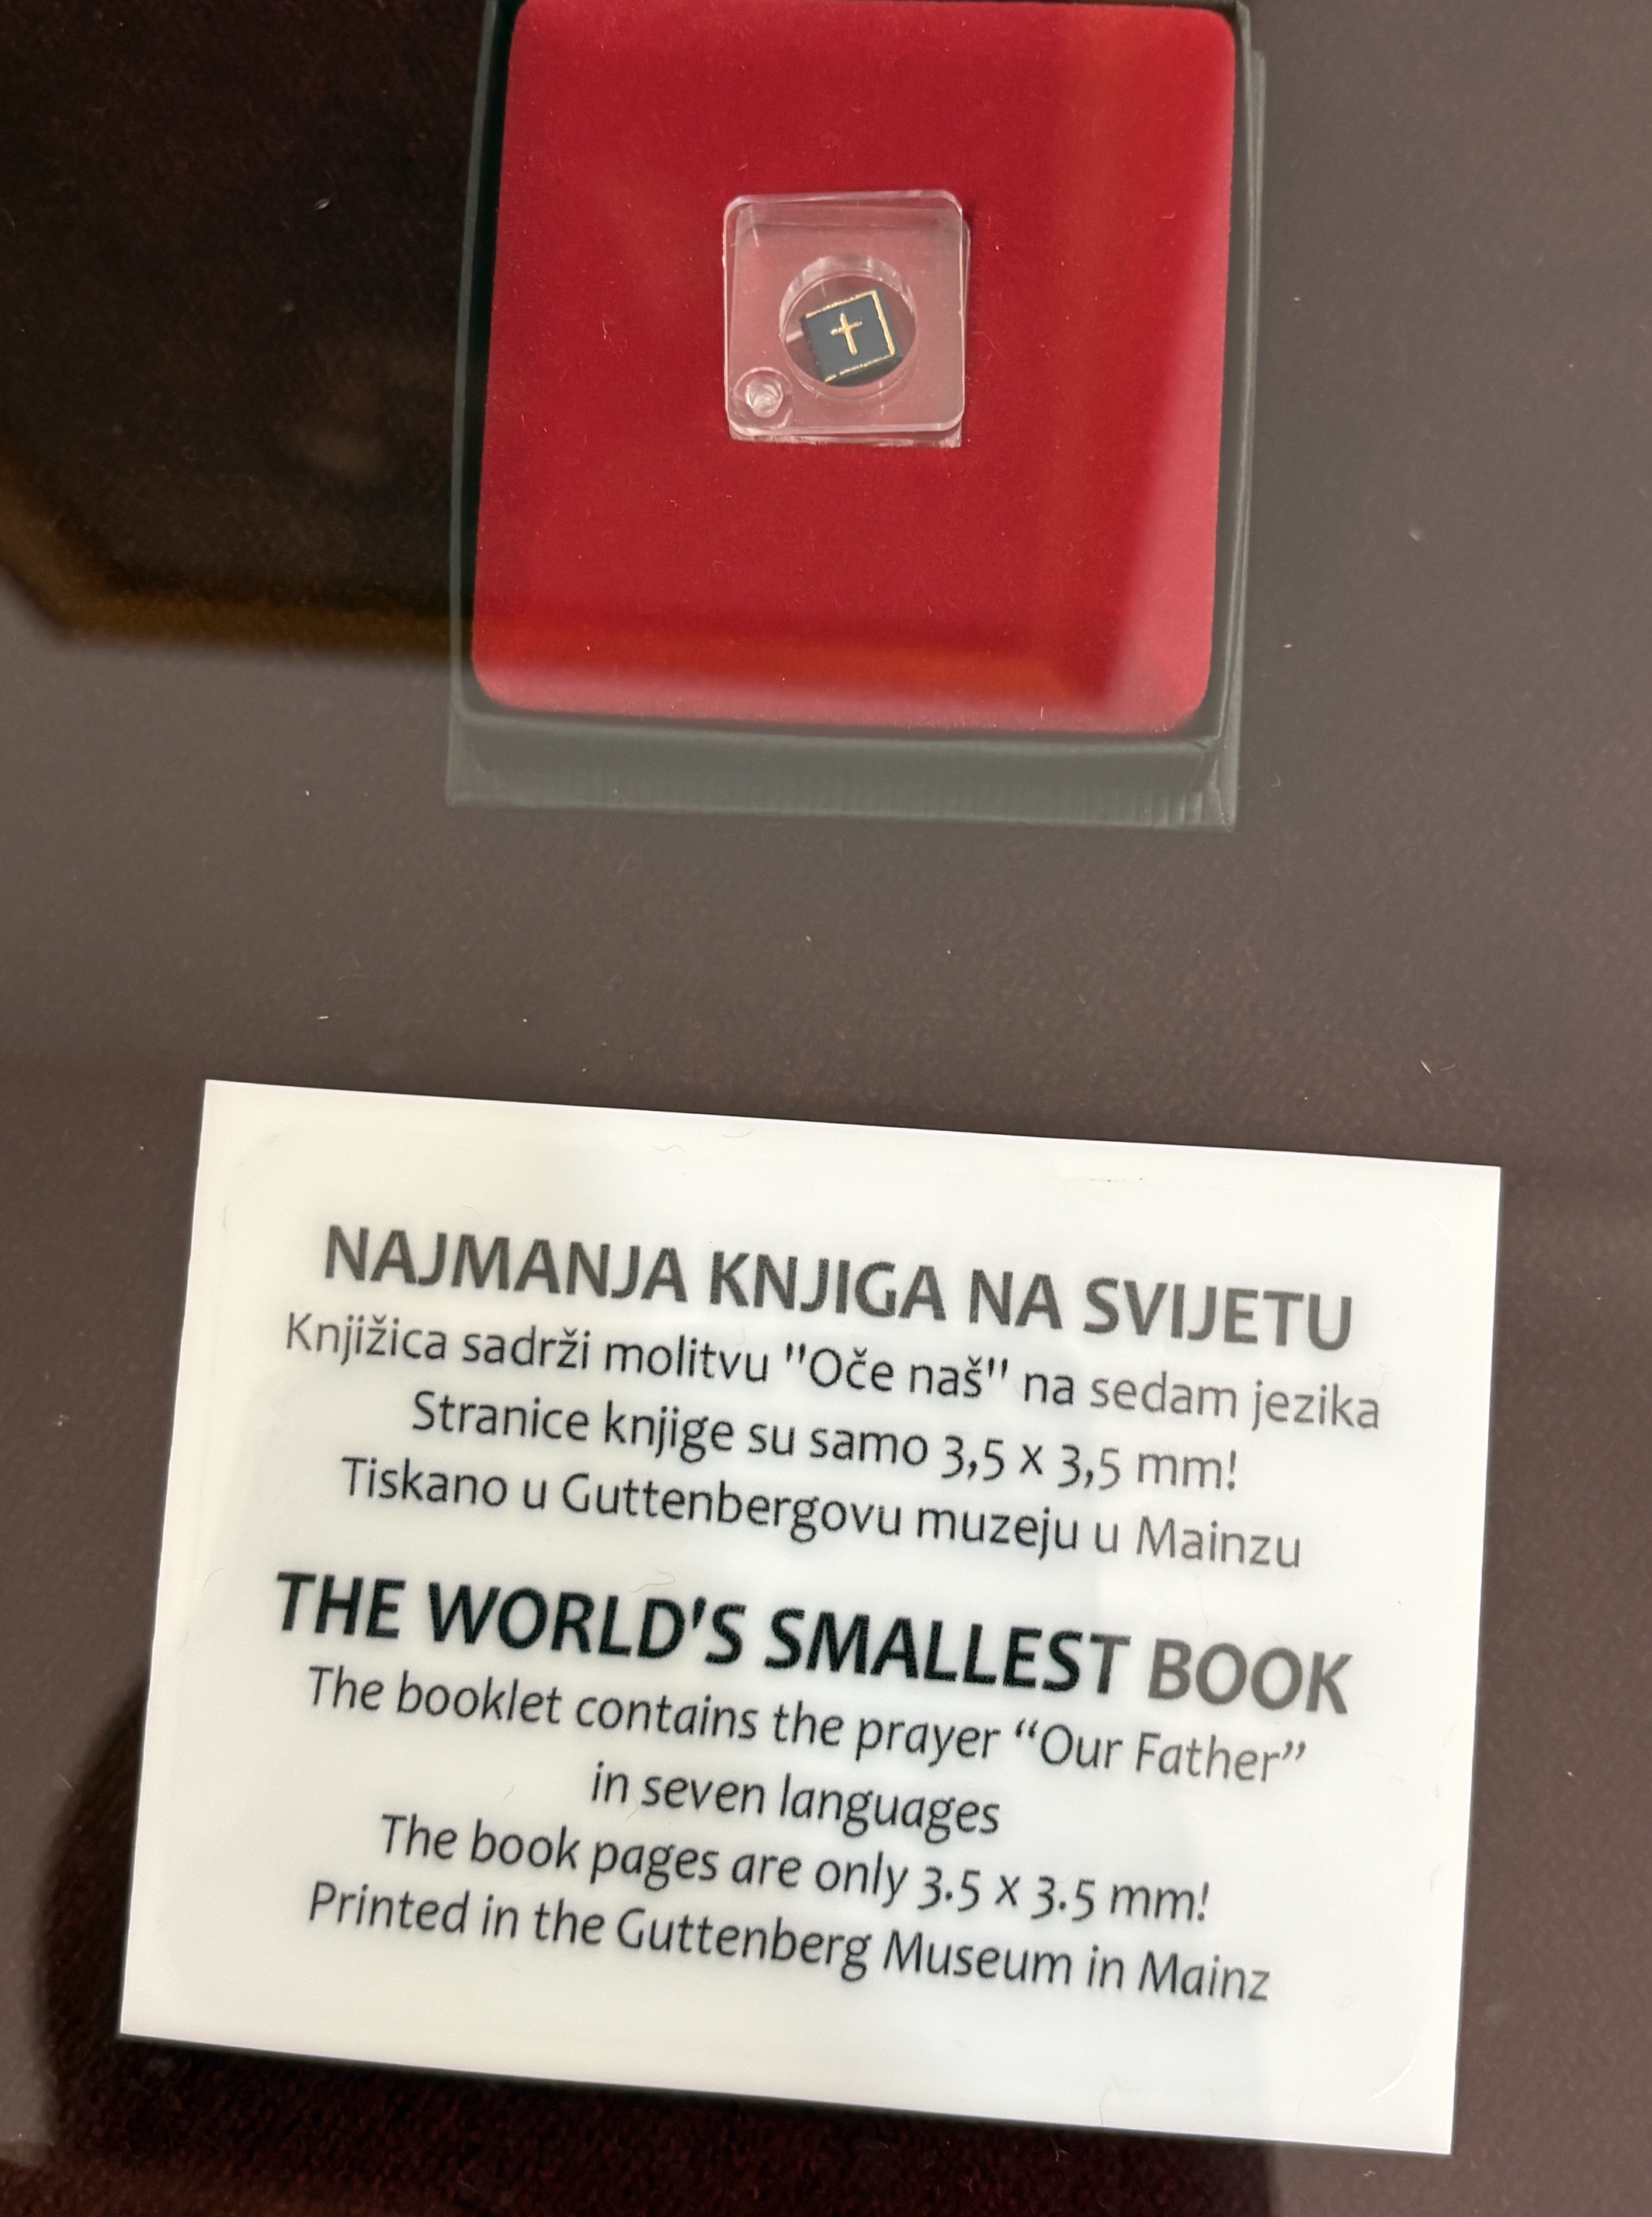 NAJMANJA KNJIGA NA SVIJETU
Knjižica sadrži molitvu "Oče naš" na sedam jezika
Stranice knjige su samo 3,5 x 3,5 mm!
Tiskano u Guttenbergovu muzeju u Mainzu
THE WORLD'S SMALLEST BOOK
The booklet contains the prayer “Our Father”
in seven languages
The book pages are only 3.5 x 3.5 mm!
Printed in the Guttenberg Museum in Mainz